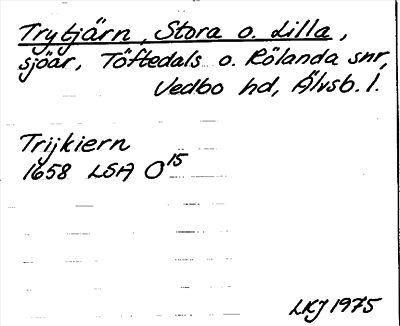 Trytjärn, Stora o. Lilla,
sjöar, Töftedals o. Rölanda snr,
Vedbo hd, Älvsb. l.
Trijkiern
1658 LSA O15
LKJ 1975